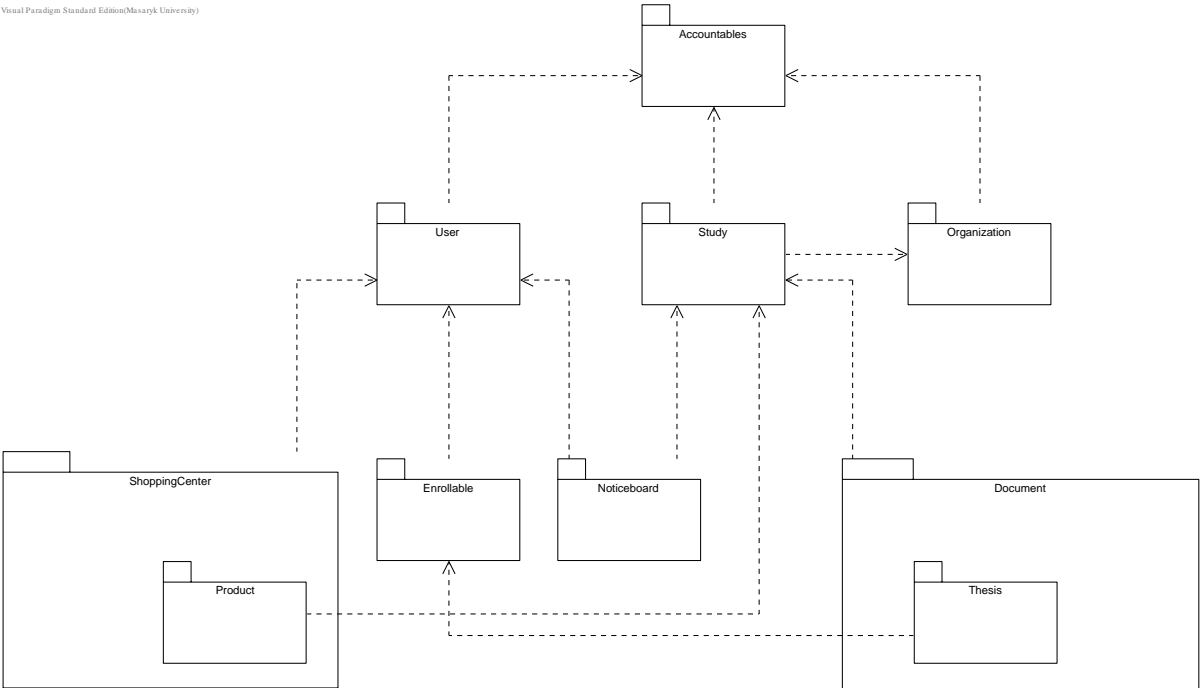 Visual Paradigm Standard Edition(Masaryk University)
Accountables
User
Study
Organization
ShoppingCenter
Enrollable
Noticeboard
Document
Product
Thesis